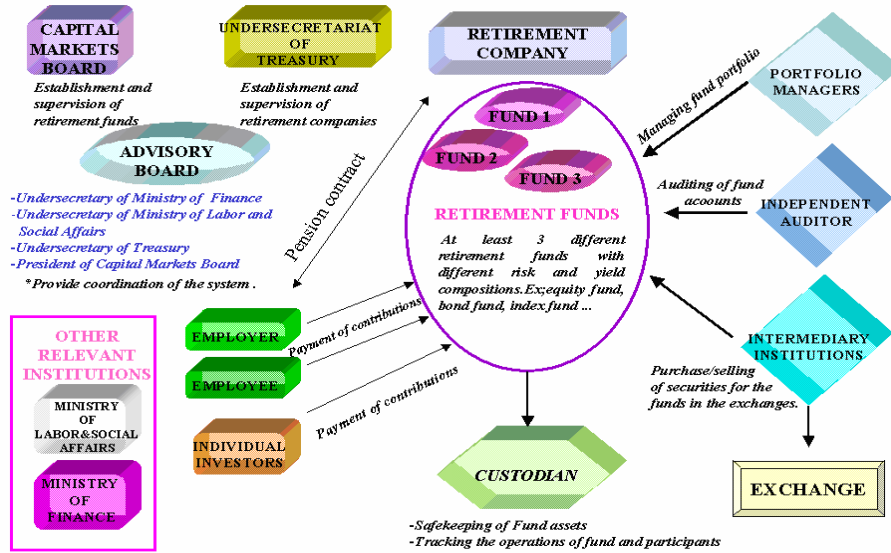 CAPITAL
MARKETS
BOARD
Establishment and
supervision of
retirement funds
UNDERSECRETARIAT
OF
TREASURY
Establishment and
supervision of
retirement companies
RETIREMENT
COMPANY
ADVISORY
BOARD
-Undersecretary of Ministry of Finance
-Undersecretary of Ministry of Labor and
Social Affairs
-Undersecretary of Treasury
-President of Capital Markets Board
*Provide coordination of the system .
Pension contract
FUND 1
FUND 2
FUND 3
RETIREMENT FUNDS
At least 3 different
retirement funds with
different risk and yield
compositions.Ex;equity fund,
bond fund, index fund ...
Managing fund portfolio
PORTFOLIO
MANAGERS
Auditing of fund
acounts
INDEPENDENT
AUDITOR
INTERMEDIARY
INSTITUTIONS
Purchase/selling
of securities for the
funds in the exchanges.
EXCHANGE
OTHER
RELEVANT
INSTITUTIONS
MINISTRY
OF
LABOR&SOCIAL
AFFAIRS
MINISTRY
OF
FINANCE
EMPLOYER
EMPLOYEE
INDIVIDUAL
INVESTORS
Payment of contributions
Payment of contributions
CUSTODIAN
-Safekeeping of Fund assets
-Tracking the operations of fund and participants